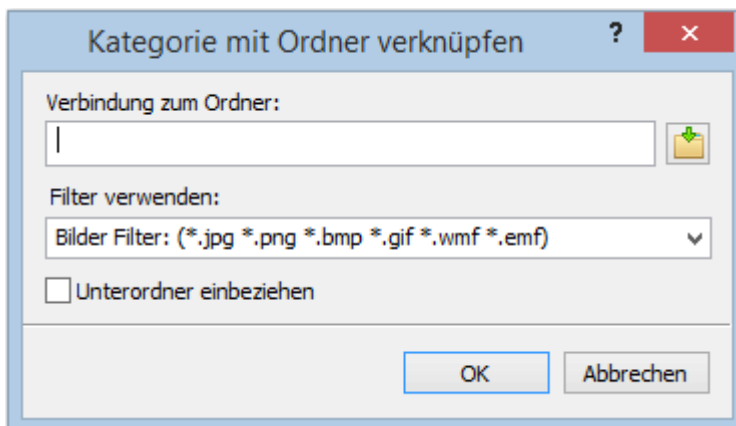 Kategorie mit Ordner verknüpfen ?
Verbindung zum Ordner:
Filter verwenden:
Bilder Filter: (*.jpg *.png *.bmp *.gif *.wmf *.emf)
Unterordner einbeziehen
OK Abbrechen